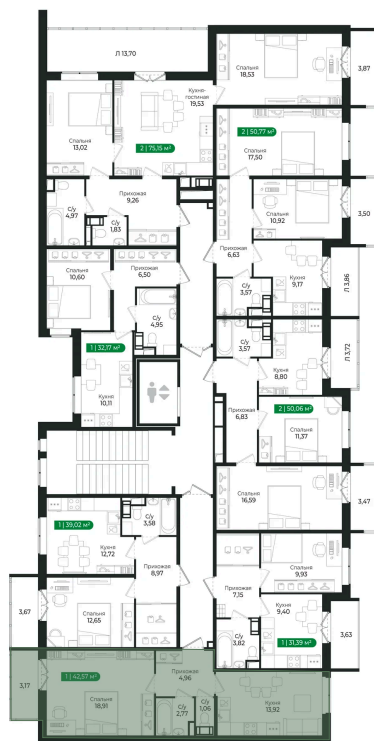 Л 13,70
Спальня
18,53
3,87
Кухня-
гостиная
19,53
Спальня
13,02
2 | 75,15 м²
2 | 50,77 м²
Спальня
17,50
Прихожая
9,26
С/у
4,97
С/у
1,83
Спальня
10,92
3,50
Прихожая
6,63
Спальня
10,60
Прихожая
6,50
С/у
3,57
Кухня
9,17
Л 3,86
С/у
4,95
С/у
3,57
1 | 32,17 м²
Кухня
10,11
Кухня
8,80
Л 3,72
Прихожая
6,83
2 | 50,06 м²
Спальня
11,37
Спальня
16,59
3,47
1 | 39,02 м²
С/у
3,58
Кухня
12,72
Прихожая
8,97
Спальня
9,93
Прихожая
7,15
Кухня
9,40
3,67
Спальня
12,65
С/у
3,82
1 | 31,39 м²
3,63
1 | 42,57 м²
Спальня
18,91
3,17
Прихожая
4,96
С/у
2,77
С/у
1,06
Кухня
13,92